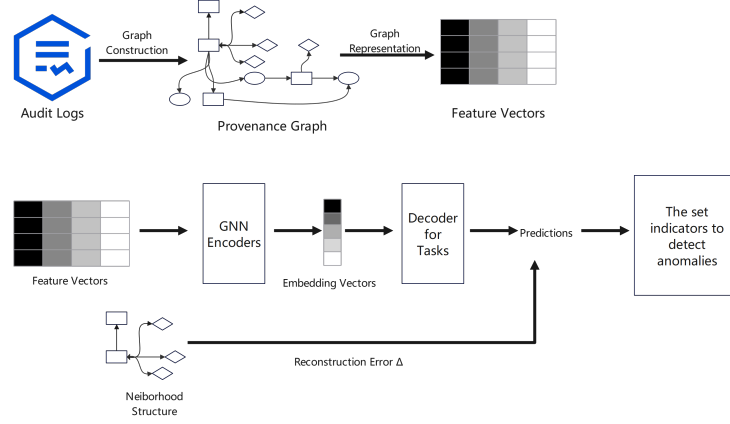 Graph
Construction
Graph
Representation
Audit Logs
Provenance Graph
Feature Vectors
GNN
Encoders
Decoder
for
Tasks
Predictions
The set
indicators to
detect
anomalies
Feature Vectors
Embedding Vectors
Reconstruction Error Δ
Neiborhood
Structure